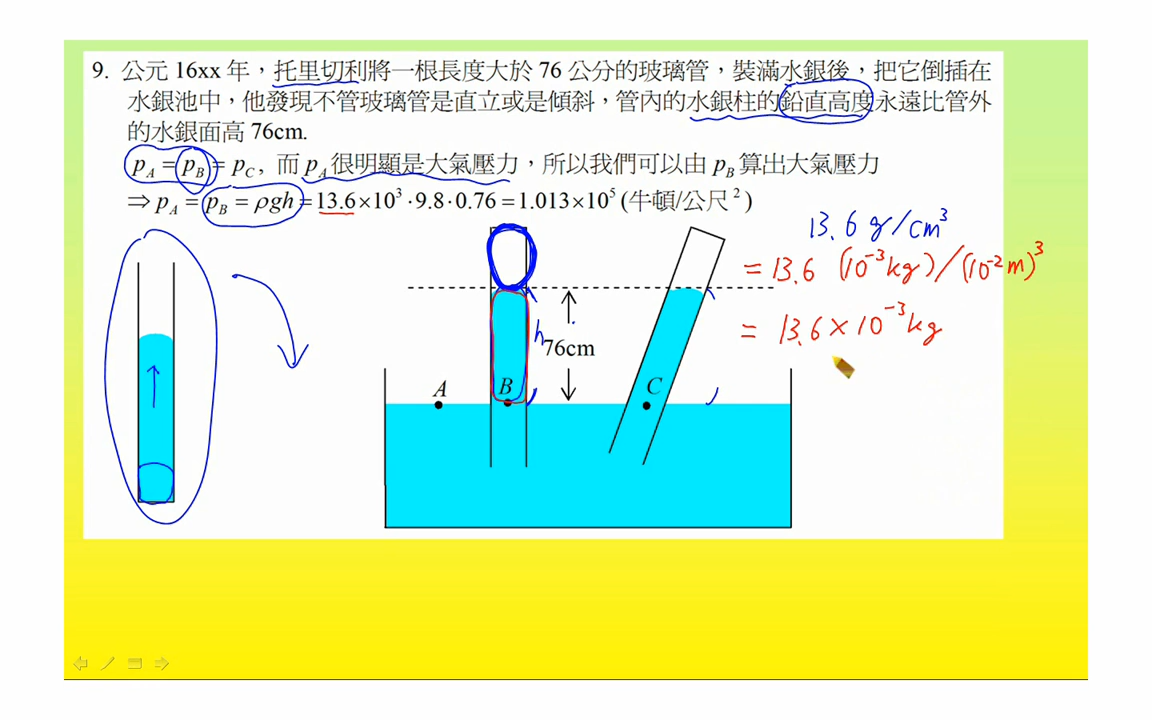 9. 公元 16xx 年，托里切利將一根長度大於 76 公分的玻璃管，裝滿水銀後，把它倒插在
水銀池中，他發現不管玻璃管是直立或是傾斜，管內的水銀柱的鉛直高度永遠比管外
的水銀面高 76cm.
p_A = p_B = p_C, 而 p_A 很明顯是大氣壓力，所以我們可以由 p_B 算出大氣壓力
⇒ p_A = p_B = ρgh = 13.6×10³·9.8·0.76 = 1.013×10⁵ (牛頓/公尺²)
13.6 g/cm³
= 13.6 (10⁻³kg)/(10⁻²m)³
= 13.6×10⁻³kg
h
76cm
A
B
C